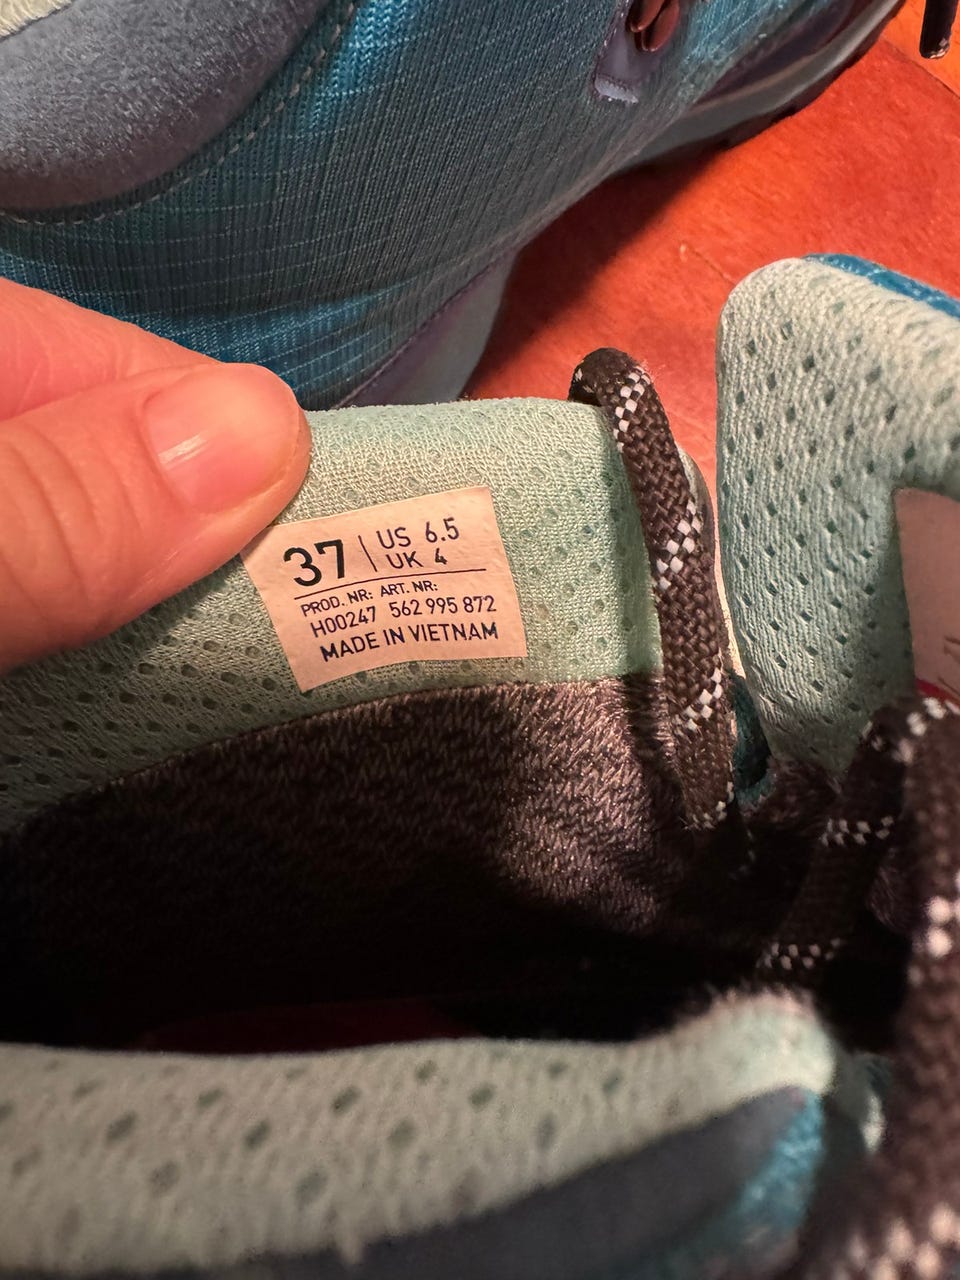 37 | US 6.5
UK 4
PROD. NR: ART. NR:
H00247 562 995 872
MADE IN VIETNAM